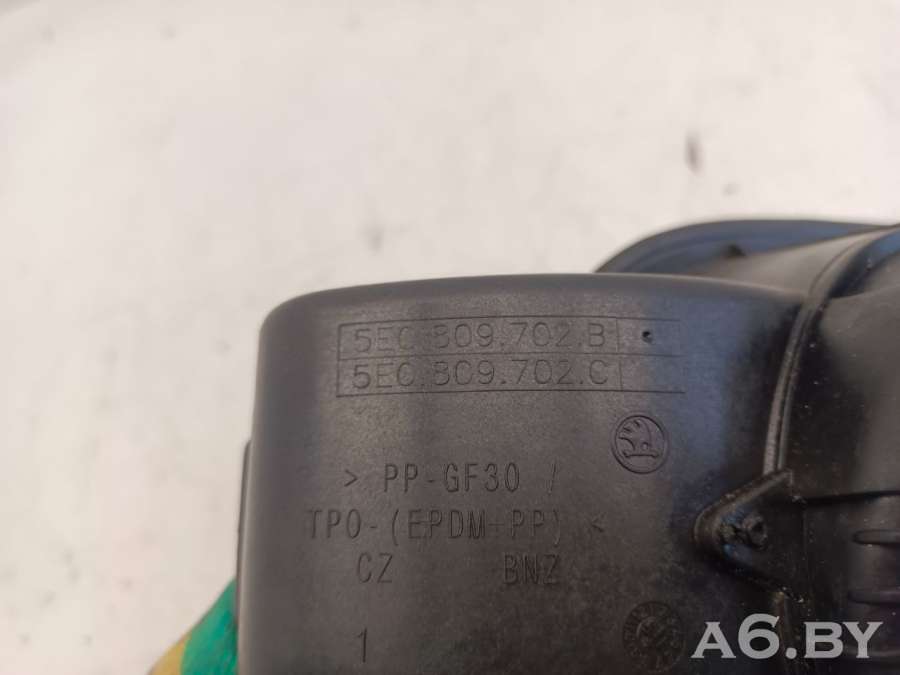 5E0.809.702.B
5E0.809.702.C
> PP-GF30 /
TPO-(EPDM+PP) <
CZ BNZ
1
A6.BY